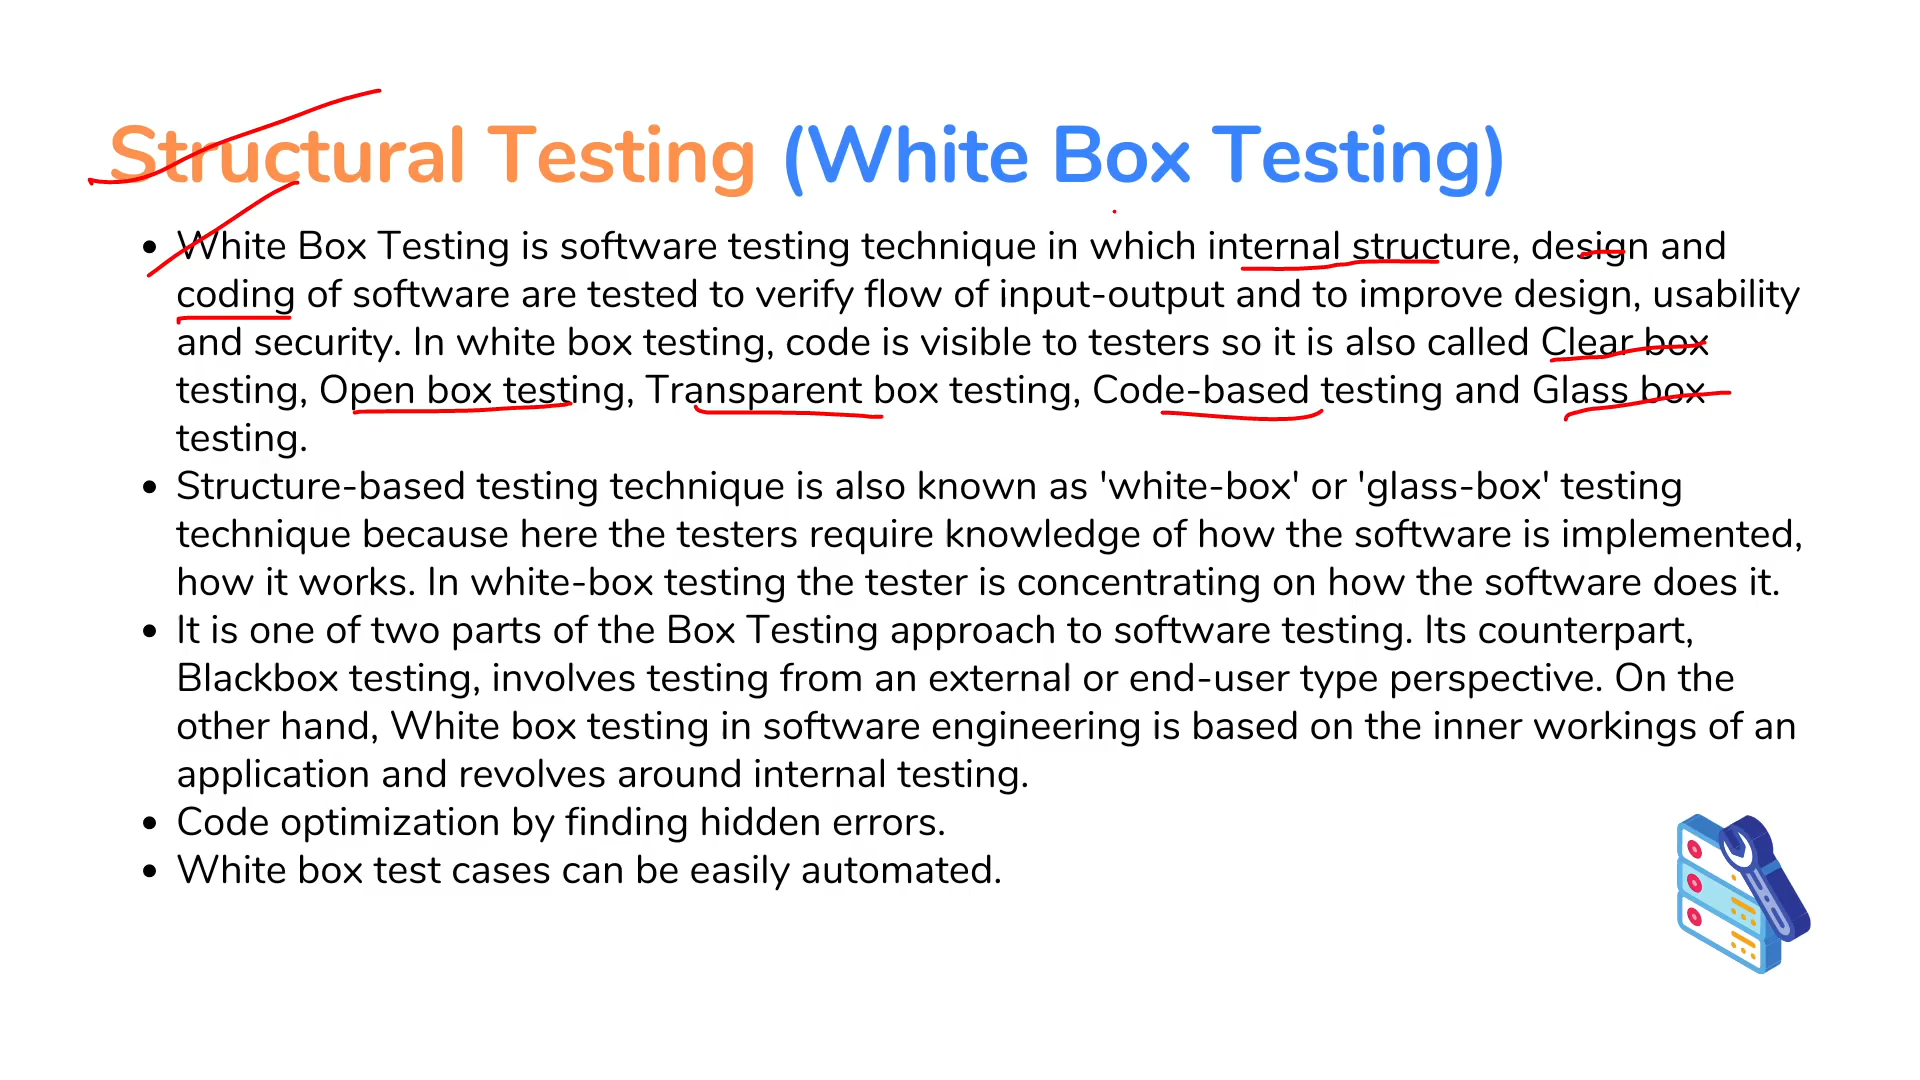 Structural Testing (White Box Testing)
• White Box Testing is software testing technique in which internal structure, design and
coding of software are tested to verify flow of input-output and to improve design, usability
and security. In white box testing, code is visible to testers so it is also called Clear box
testing, Open box testing, Transparent box testing, Code-based testing and Glass box
testing.
• Structure-based testing technique is also known as 'white-box' or 'glass-box' testing
technique because here the testers require knowledge of how the software is implemented,
how it works. In white-box testing the tester is concentrating on how the software does it.
• It is one of two parts of the Box Testing approach to software testing. Its counterpart,
Blackbox testing, involves testing from an external or end-user type perspective. On the
other hand, White box testing in software engineering is based on the inner workings of an
application and revolves around internal testing.
• Code optimization by finding hidden errors.
• White box test cases can be easily automated.